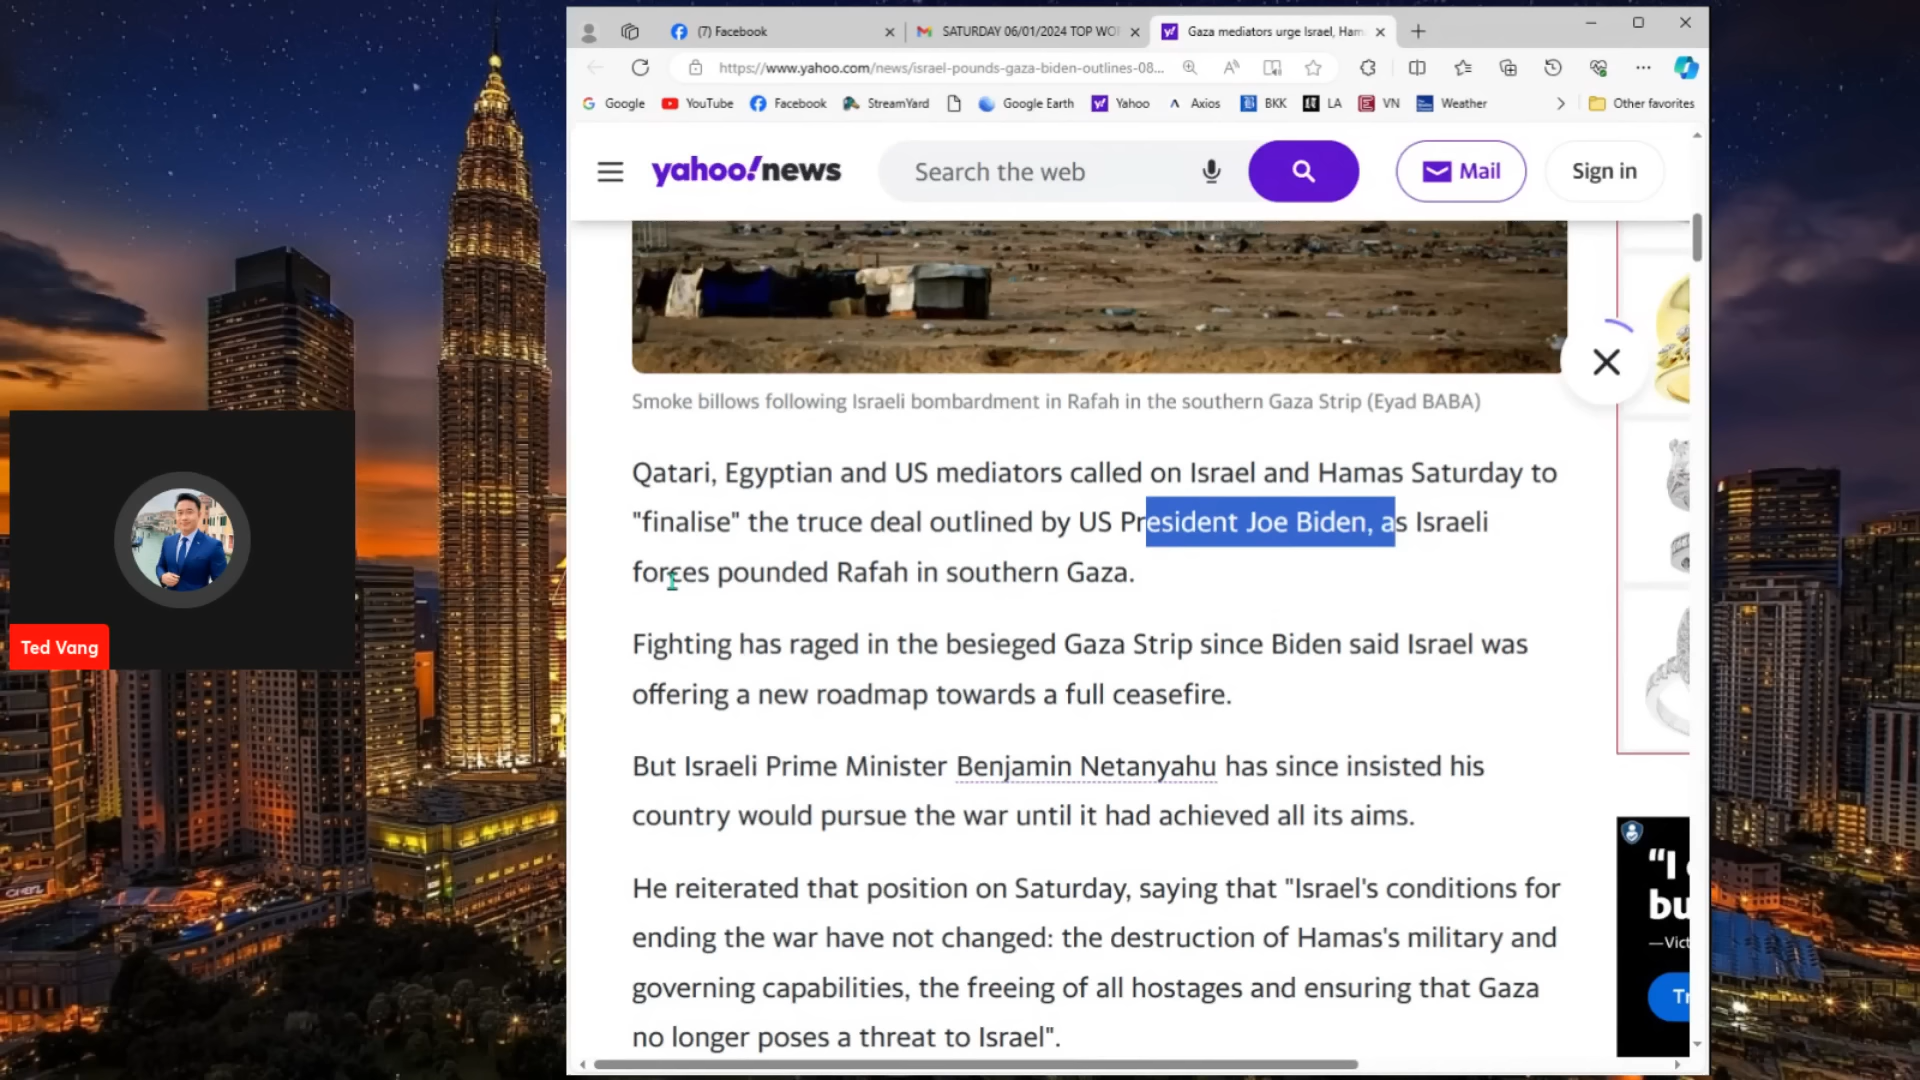 (7) Facebook
SATURDAY 06/01/2024 TOP WO
Gaza mediators urge Israel, Ham
https://www.yahoo.com/news/israel-pounds-gaza-biden-outlines-08...
Google YouTube Facebook StreamYard Google Earth Yahoo Axios BKK LA VN Weather Other favorites
yahoo!news
Search the web
Mail
Sign in
Smoke billows following Israeli bombardment in Rafah in the southern Gaza Strip (Eyad BABA)
Qatari, Egyptian and US mediators called on Israel and Hamas Saturday to
"finalise" the truce deal outlined by US President Joe Biden, as Israeli
forces pounded Rafah in southern Gaza.
Fighting has raged in the besieged Gaza Strip since Biden said Israel was
offering a new roadmap towards a full ceasefire.
But Israeli Prime Minister Benjamin Netanyahu has since insisted his
country would pursue the war until it had achieved all its aims.
He reiterated that position on Saturday, saying that "Israel's conditions for
ending the war have not changed: the destruction of Hamas's military and
governing capabilities, the freeing of all hostages and ensuring that Gaza
no longer poses a threat to Israel".
Ted Vang
"I
bu
—Vict
Tr